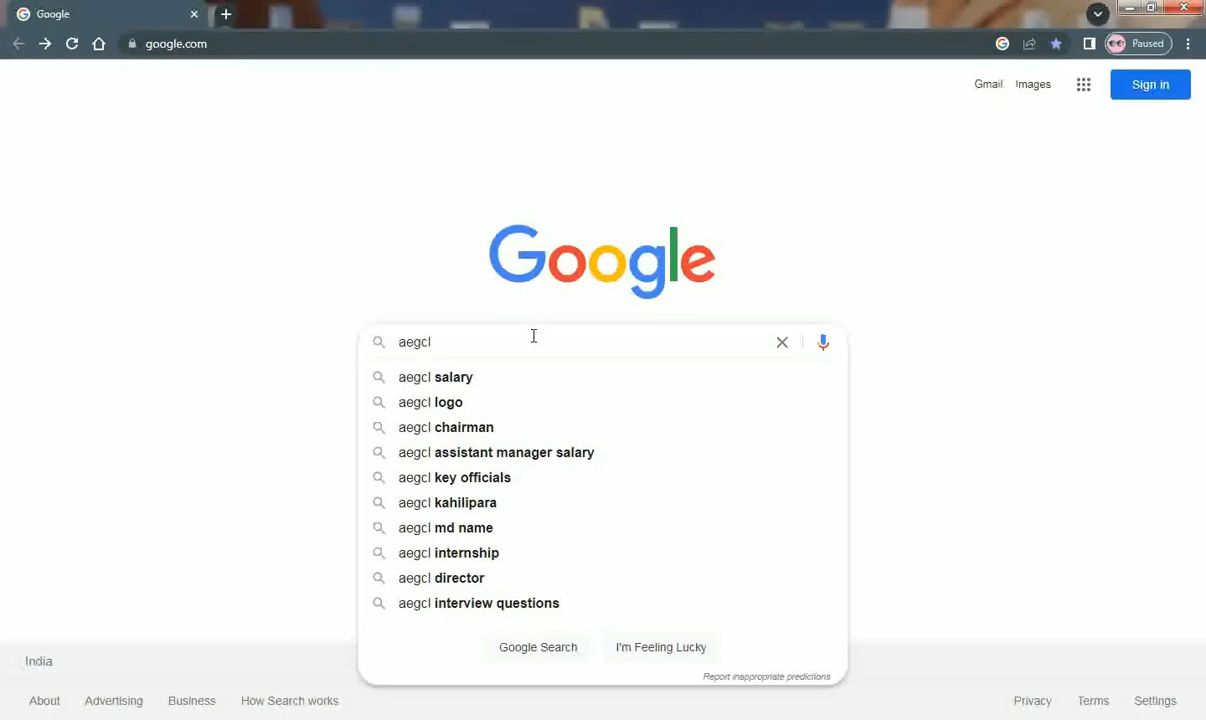 Google
google.com
Paused
Gmail Images
Sign in
Google
aegcl
aegcl salary
aegcl logo
aegcl chairman
aegcl assistant manager salary
aegcl key officials
aegcl kahilipara
aegcl md name
aegcl internship
aegcl director
aegcl interview questions
Google Search I'm Feeling Lucky
Report inappropriate predictions
India
About Advertising Business How Search works Privacy Terms Settings